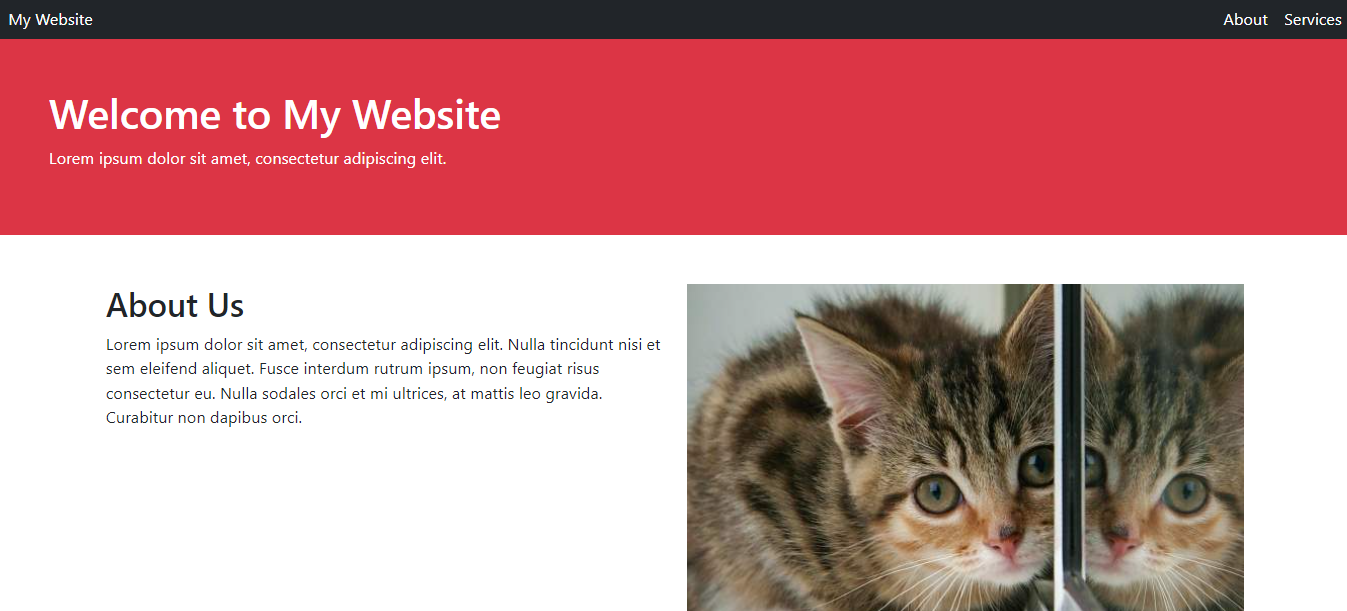 My Website
About Services
Welcome to My Website
Lorem ipsum dolor sit amet, consectetur adipiscing elit.
About Us
Lorem ipsum dolor sit amet, consectetur adipiscing elit. Nulla tincidunt nisi et
sem eleifend aliquet. Fusce interdum rutrum ipsum, non feugiat risus
consectetur eu. Nulla sodales orci et mi ultrices, at mattis leo gravida.
Curabitur non dapibus orci.